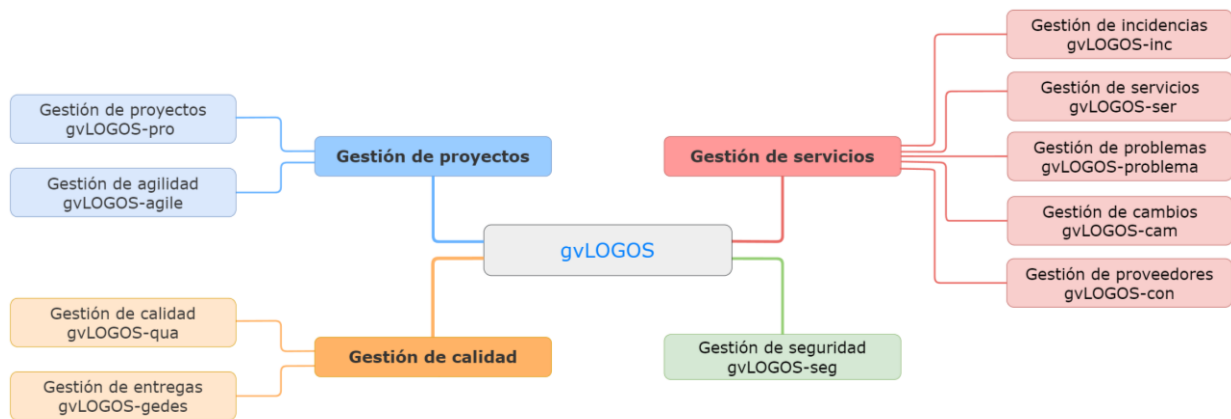 Gestión de incidencias
gvLOGOS-inc
Gestión de servicios
gvLOGOS-ser
Gestión de proyectos
gvLOGOS-pro
Gestión de proyectos
Gestión de servicios
Gestión de problemas
gvLOGOS-problema
Gestión de agilidad
gvLOGOS-agile
Gestión de cambios
gvLOGOS-cam
gvLOGOS
Gestión de proveedores
gvLOGOS-con
Gestión de calidad
gvLOGOS-qua
Gestión de calidad
Gestión de seguridad
gvLOGOS-seg
Gestión de entregas
gvLOGOS-gedes